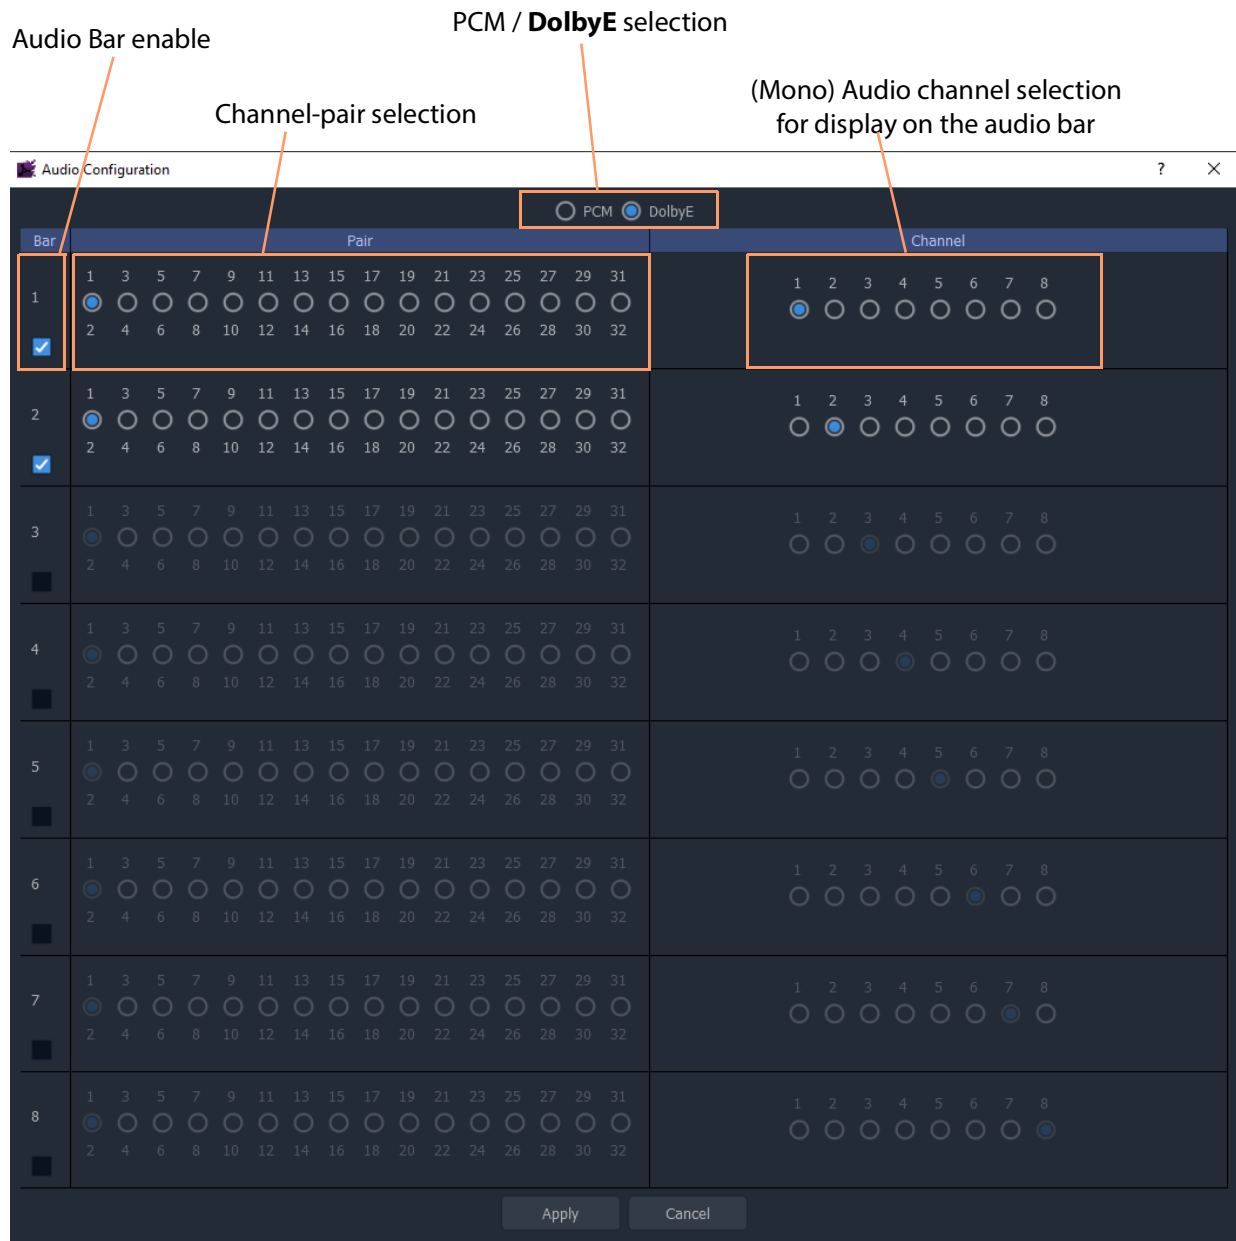 PCM / DolbyE selection
Audio Bar enable
(Mono) Audio channel selection
for display on the audio bar
Channel-pair selection
Audio Configuration ? ×
PCM DolbyE
Bar Pair Channel
1 3 5 7 9 11 13 15 17 19 21 23 25 27 29 31
1 2 3 4 5 6 7 8
1
2 4 6 8 10 12 14 16 18 20 22 24 26 28 30 32
1 3 5 7 9 11 13 15 17 19 21 23 25 27 29 31
1 2 3 4 5 6 7 8
2
2 4 6 8 10 12 14 16 18 20 22 24 26 28 30 32
1 3 5 7 9 11 13 15 17 19 21 23 25 27 29 31
1 2 3 4 5 6 7 8
3
2 4 6 8 10 12 14 16 18 20 22 24 26 28 30 32
1 3 5 7 9 11 13 15 17 19 21 23 25 27 29 31
1 2 3 4 5 6 7 8
4
2 4 6 8 10 12 14 16 18 20 22 24 26 28 30 32
1 3 5 7 9 11 13 15 17 19 21 23 25 27 29 31
1 2 3 4 5 6 7 8
5
2 4 6 8 10 12 14 16 18 20 22 24 26 28 30 32
1 3 5 7 9 11 13 15 17 19 21 23 25 27 29 31
1 2 3 4 5 6 7 8
6
2 4 6 8 10 12 14 16 18 20 22 24 26 28 30 32
1 3 5 7 9 11 13 15 17 19 21 23 25 27 29 31
1 2 3 4 5 6 7 8
7
2 4 6 8 10 12 14 16 18 20 22 24 26 28 30 32
1 3 5 7 9 11 13 15 17 19 21 23 25 27 29 31
1 2 3 4 5 6 7 8
8
2 4 6 8 10 12 14 16 18 20 22 24 26 28 30 32
Apply Cancel